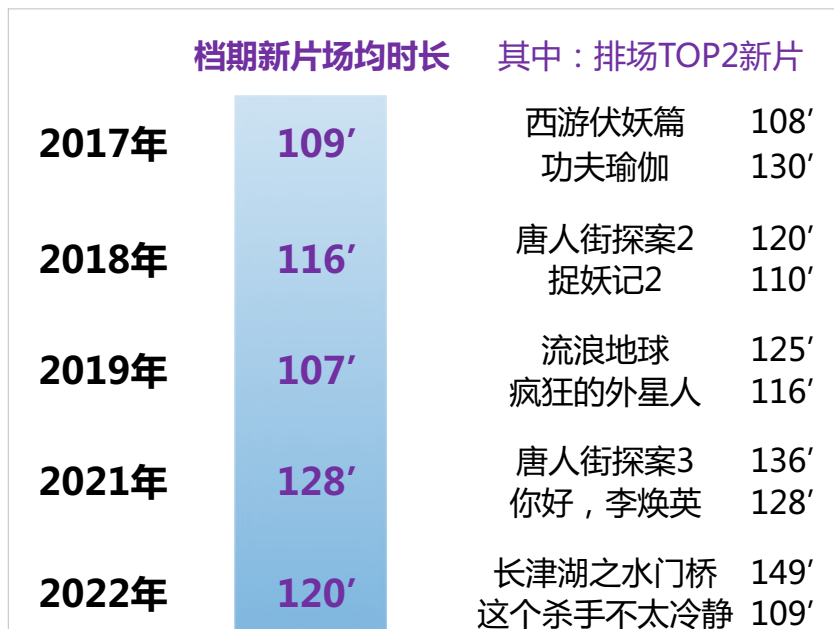 档期新片场均时长 其中：排场TOP2新片
2017年 109′ 西游伏妖篇 108′
功夫瑜伽 130′
2018年 116′ 唐人街探案2 120′
捉妖记2 110′
2019年 107′ 流浪地球 125′
疯狂的外星人 116′
2021年 128′ 唐人街探案3 136′
你好，李焕英 128′
2022年 120′ 长津湖之水门桥 149′
这个杀手不太冷静 109′